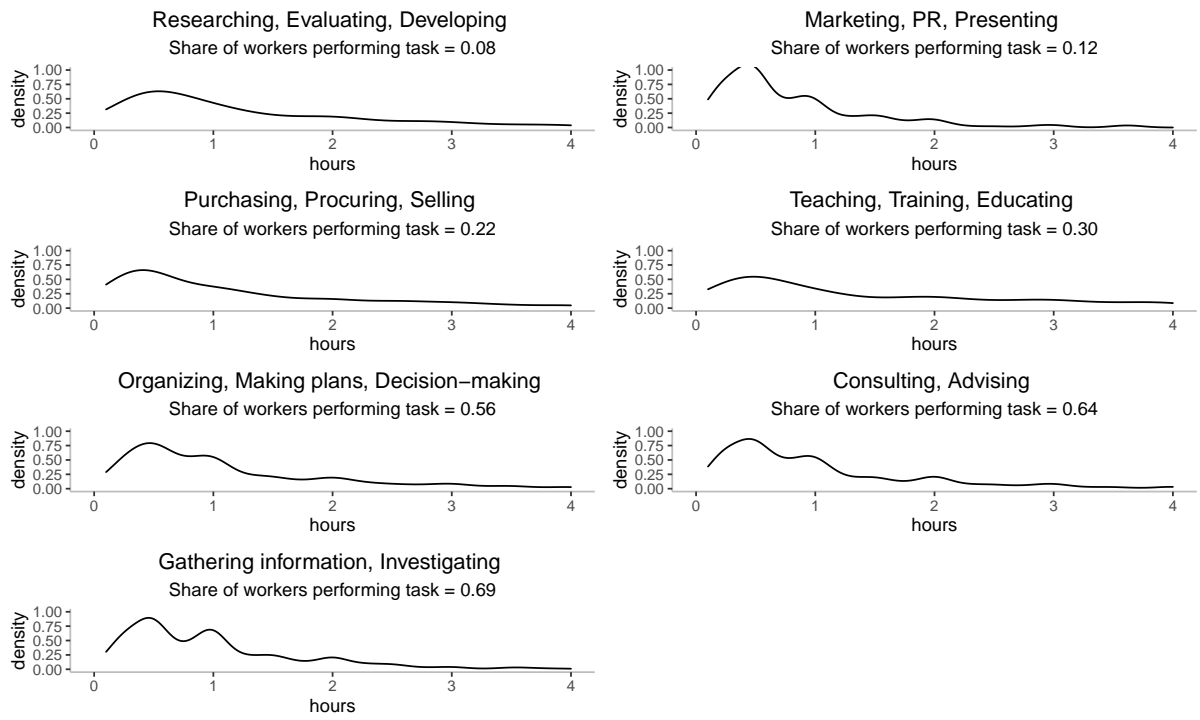 Researching, Evaluating, Developing
Share of workers performing task = 0.08
density
1.00
0.75
0.50
0.25
0.00
0 1 2 3 4
hours
Marketing, PR, Presenting
Share of workers performing task = 0.12
density
1.00
0.75
0.50
0.25
0.00
0 1 2 3 4
hours
Purchasing, Procuring, Selling
Share of workers performing task = 0.22
density
1.00
0.75
0.50
0.25
0.00
0 1 2 3 4
hours
Teaching, Training, Educating
Share of workers performing task = 0.30
density
1.00
0.75
0.50
0.25
0.00
0 1 2 3 4
hours
Organizing, Making plans, Decision−making
Share of workers performing task = 0.56
density
1.00
0.75
0.50
0.25
0.00
0 1 2 3 4
hours
Consulting, Advising
Share of workers performing task = 0.64
density
1.00
0.75
0.50
0.25
0.00
0 1 2 3 4
hours
Gathering information, Investigating
Share of workers performing task = 0.69
density
1.00
0.75
0.50
0.25
0.00
0 1 2 3 4
hours